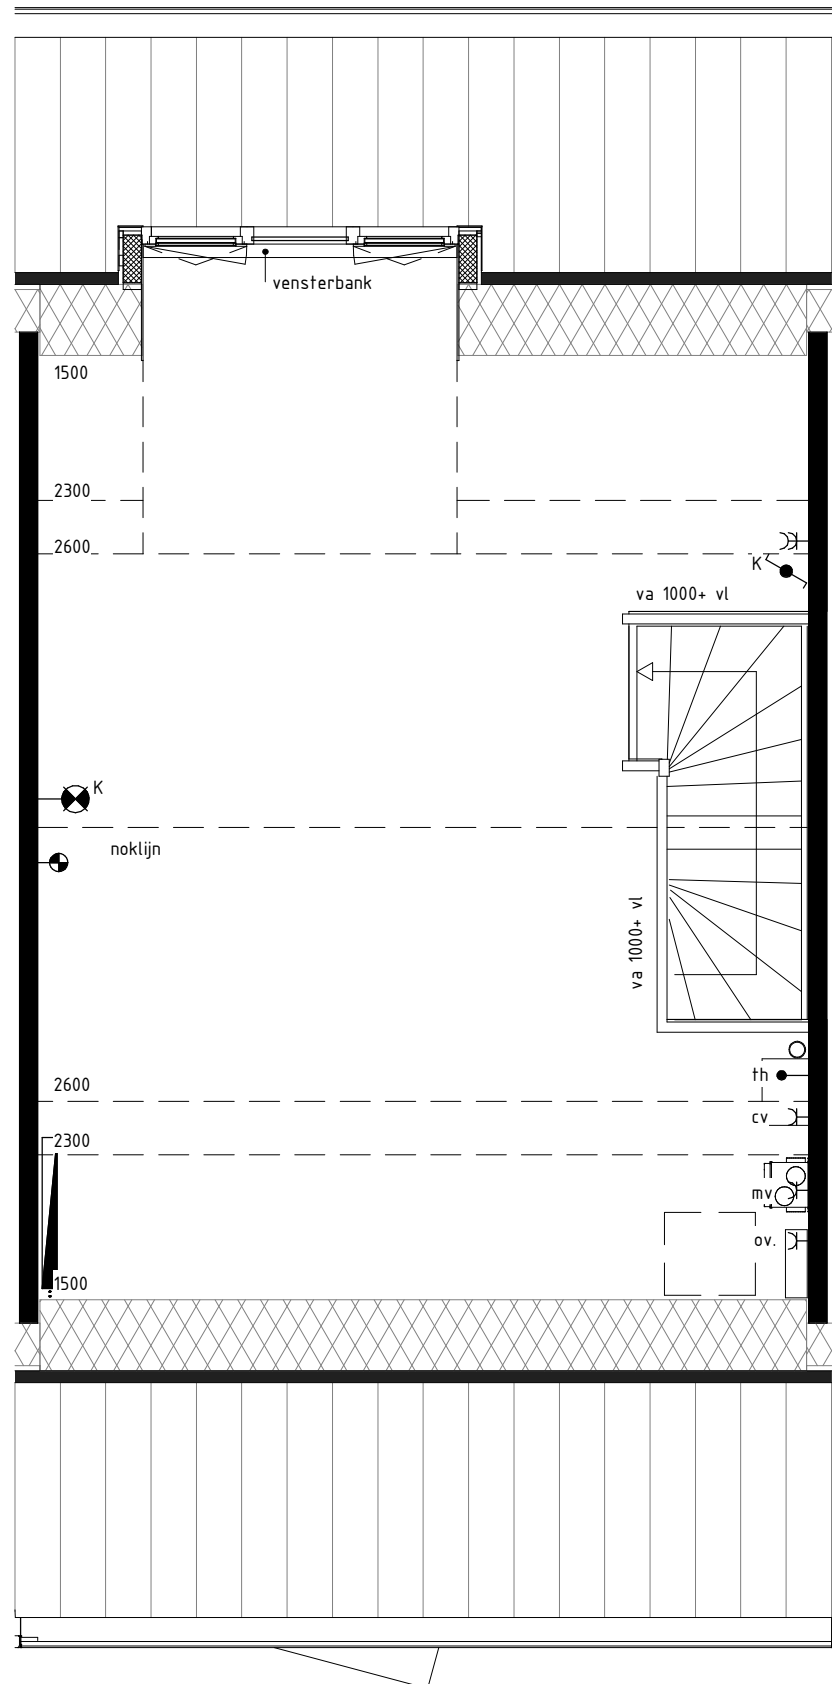 vensterbank
1500
2300
2600
K
va 1000+ vl
K
noklijn
va 1000+ vl
th
2600
cv
2300
mv
ov.
1500